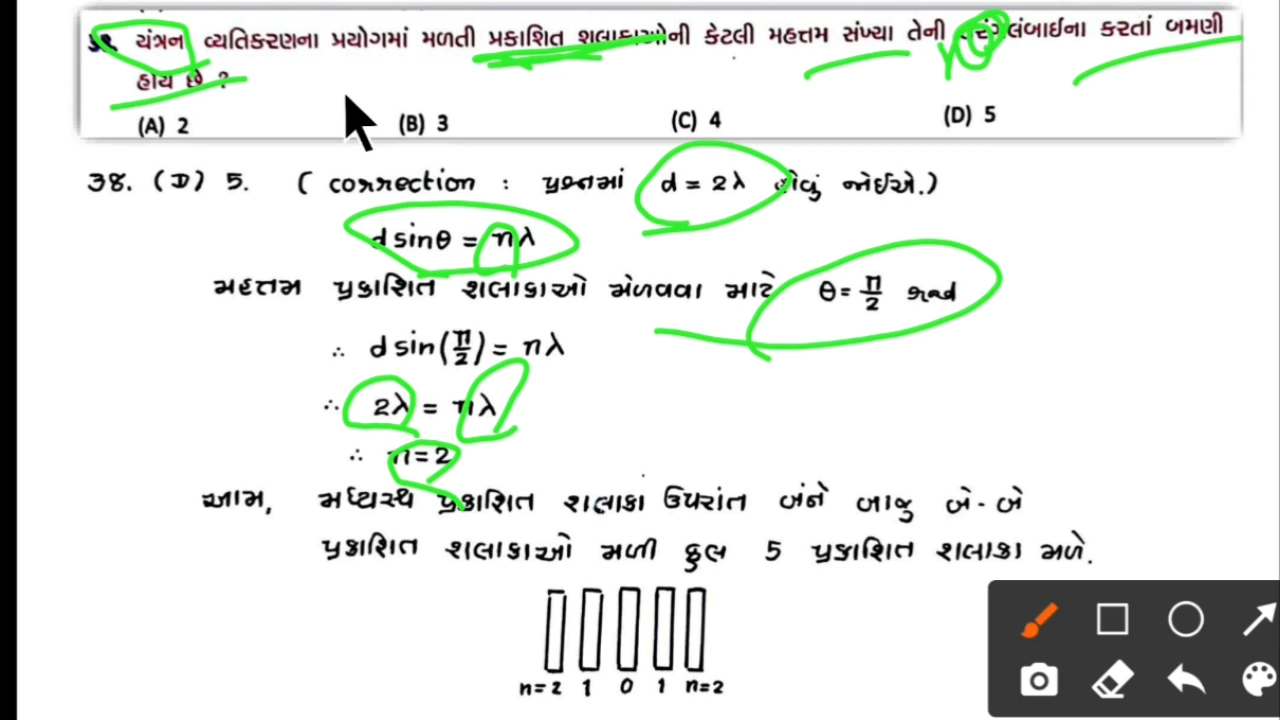 38. યંત્રન વ્યતિકરણના પ્રયોગમાં મળતી પ્રકાશિત શલાકાઓની કેટલી મહત્તમ સંખ્યા તેની લંબાઈના કરતાં બમણી
હોય છે ?
(A) 2 (B) 3 (C) 4 (D) 5
38. (D) 5. ( correction : પ્રશ્નમાં d = 2λ હોવું જોઈએ.)
d sinθ = nλ
મહત્તમ પ્રકાશિત શલાકાઓ મેળવવા માટે θ = π/2 rad
∴ d sin(π/2) = nλ
∴ 2λ = nλ
∴ n = 2
આમ, મધ્યસ્થ પ્રકાશિત શલાકા ઉપરાંત બંને બાજુ બે - બે
પ્રકાશિત શલાકાઓ મળી કુલ 5 પ્રકાશિત શલાકા મળે.
n = 2 1 0 1 n = 2